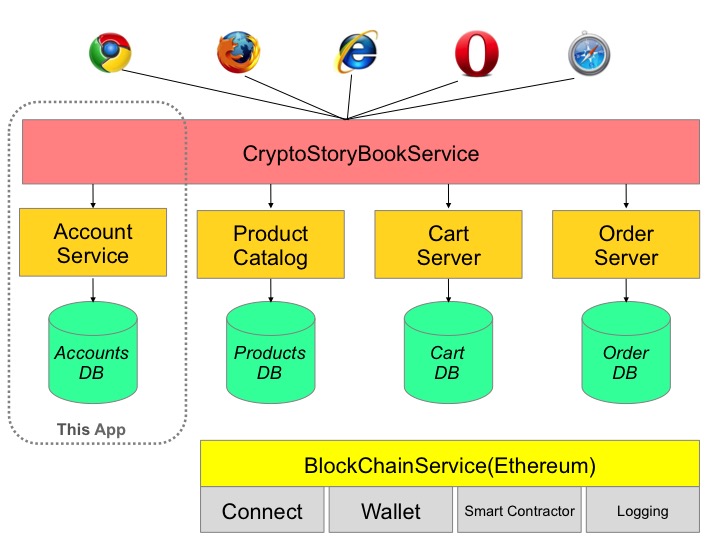 CryptoStoryBookService
Account
Service
Product
Catalog
Cart
Server
Order
Server
Accounts
DB
Products
DB
Cart
DB
Order
DB
This App
BlockChainService(Ethereum)
Connect
Wallet
Smart Contractor
Logging